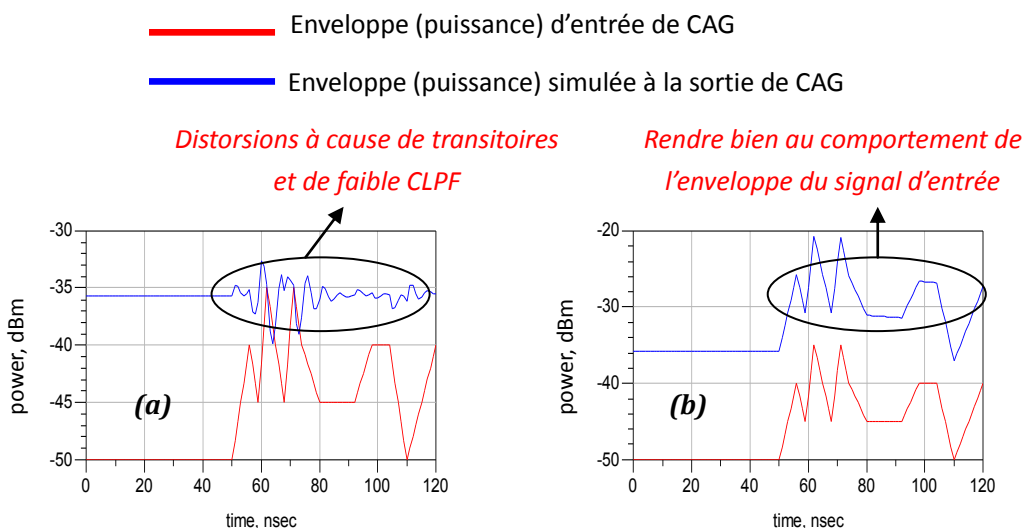 Enveloppe (puissance) d'entrée de CAG
Enveloppe (puissance) simulée à la sortie de CAG
Distorsions à cause de transitoires
et de faible CLPF
Rendre bien au comportement de
l'enveloppe du signal d'entrée
-30
-35
-40
-45
-50
power, dBm
(a)
0 20 40 60 80 100 120
time, nsec
-20
-30
-40
-50
power, dBm
(b)
0 20 40 60 80 100 120
time, nsec